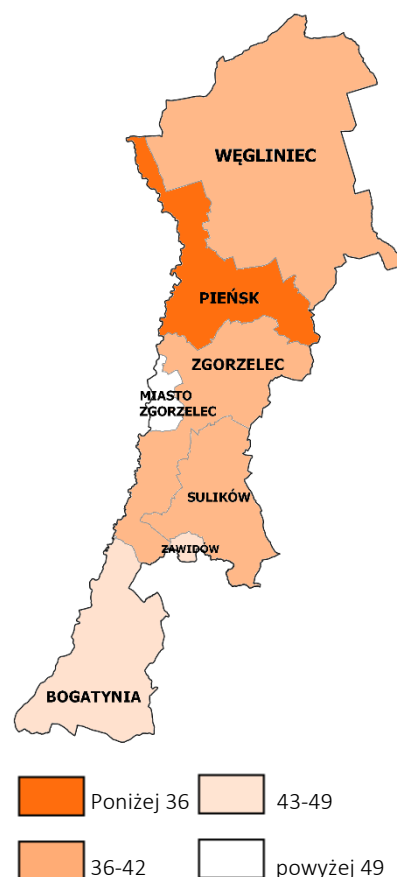 WĘGLINIEC
PIEŃSK
ZGORZELEC
MIASTO
ZGORZELEC
SULIKÓW
ZAWIDÓW
BOGATYNIA
Poniżej 36
43-49
36-42
powyżej 49